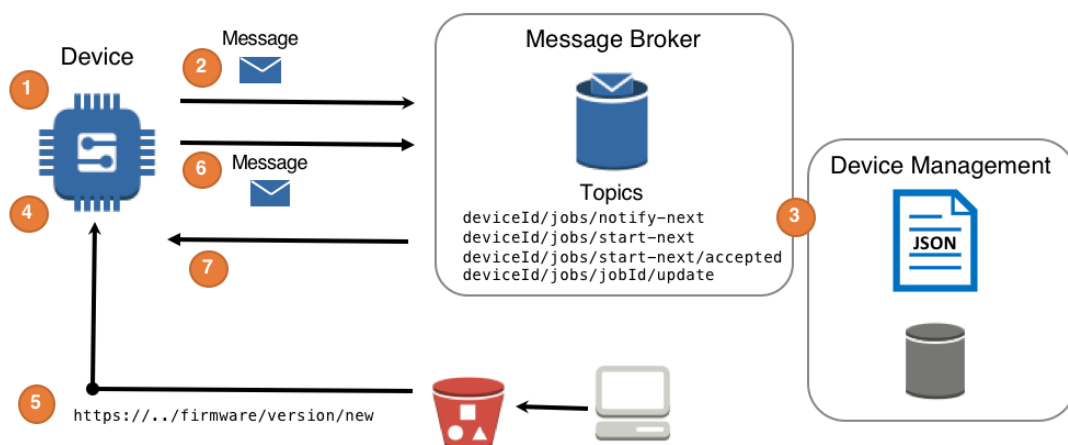 Device
1
2
Message
Message Broker
Device Management
6
Message
4
3
Topics
deviceId/jobs/notify-next
deviceId/jobs/start-next
deviceId/jobs/start-next/accepted
deviceId/jobs/jobId/update
JSON
7
5
https://../firmware/version/new